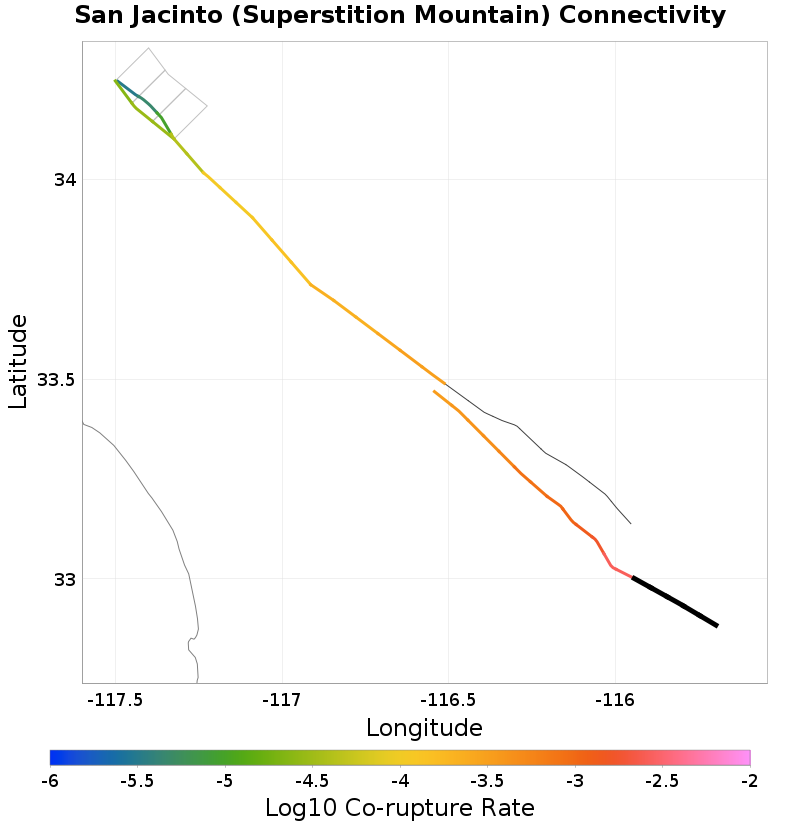 San Jacinto (Superstition Mountain) Connectivity
34
33.5
33
Latitude
-117.5 -117 -116.5 -116
Longitude
-6 -5.5 -5 -4.5 -4 -3.5 -3 -2.5 -2
Log10 Co-rupture Rate